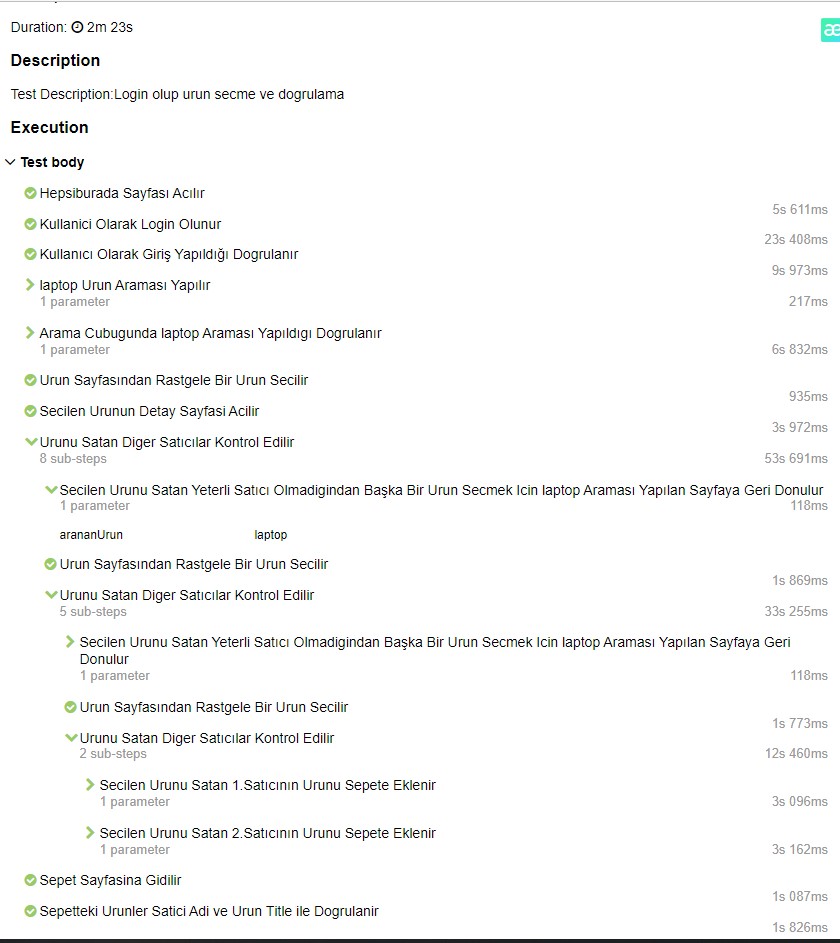 Duration: 2m 23s
æ
Description
Test Description:Login olup urun secme ve dogrulama
Execution
Test body
Hepsiburada Sayfası Acılır
5s 611ms
Kullanici Olarak Login Olunur
23s 408ms
Kullanıcı Olarak Giriş Yapıldığı Dogrulanır
9s 973ms
laptop Urun Araması Yapılır
1 parameter
217ms
Arama Cubugunda laptop Araması Yapıldıgı Dogrulanır
1 parameter
6s 832ms
Urun Sayfasından Rastgele Bir Urun Secilir
935ms
Secilen Urunun Detay Sayfasi Acilir
3s 972ms
Urunu Satan Diger Satıcılar Kontrol Edilir
8 sub-steps
53s 691ms
Secilen Urunu Satan Yeterli Satıcı Olmadigindan Başka Bir Urun Secmek Icin laptop Araması Yapılan Sayfaya Geri Donulur
1 parameter
118ms
arananUrun laptop
Urun Sayfasından Rastgele Bir Urun Secilir
1s 869ms
Urunu Satan Diger Satıcılar Kontrol Edilir
5 sub-steps
33s 255ms
Secilen Urunu Satan Yeterli Satıcı Olmadigindan Başka Bir Urun Secmek Icin laptop Araması Yapılan Sayfaya Geri
Donulur
1 parameter
118ms
Urun Sayfasından Rastgele Bir Urun Secilir
1s 773ms
Urunu Satan Diger Satıcılar Kontrol Edilir
2 sub-steps
12s 460ms
Secilen Urunu Satan 1.Satıcının Urunu Sepete Eklenir
1 parameter
3s 096ms
Secilen Urunu Satan 2.Satıcının Urunu Sepete Eklenir
1 parameter
3s 162ms
Sepet Sayfasina Gidilir
1s 087ms
Sepetteki Urunler Satici Adi ve Urun Title ile Dogrulanir
1s 826ms